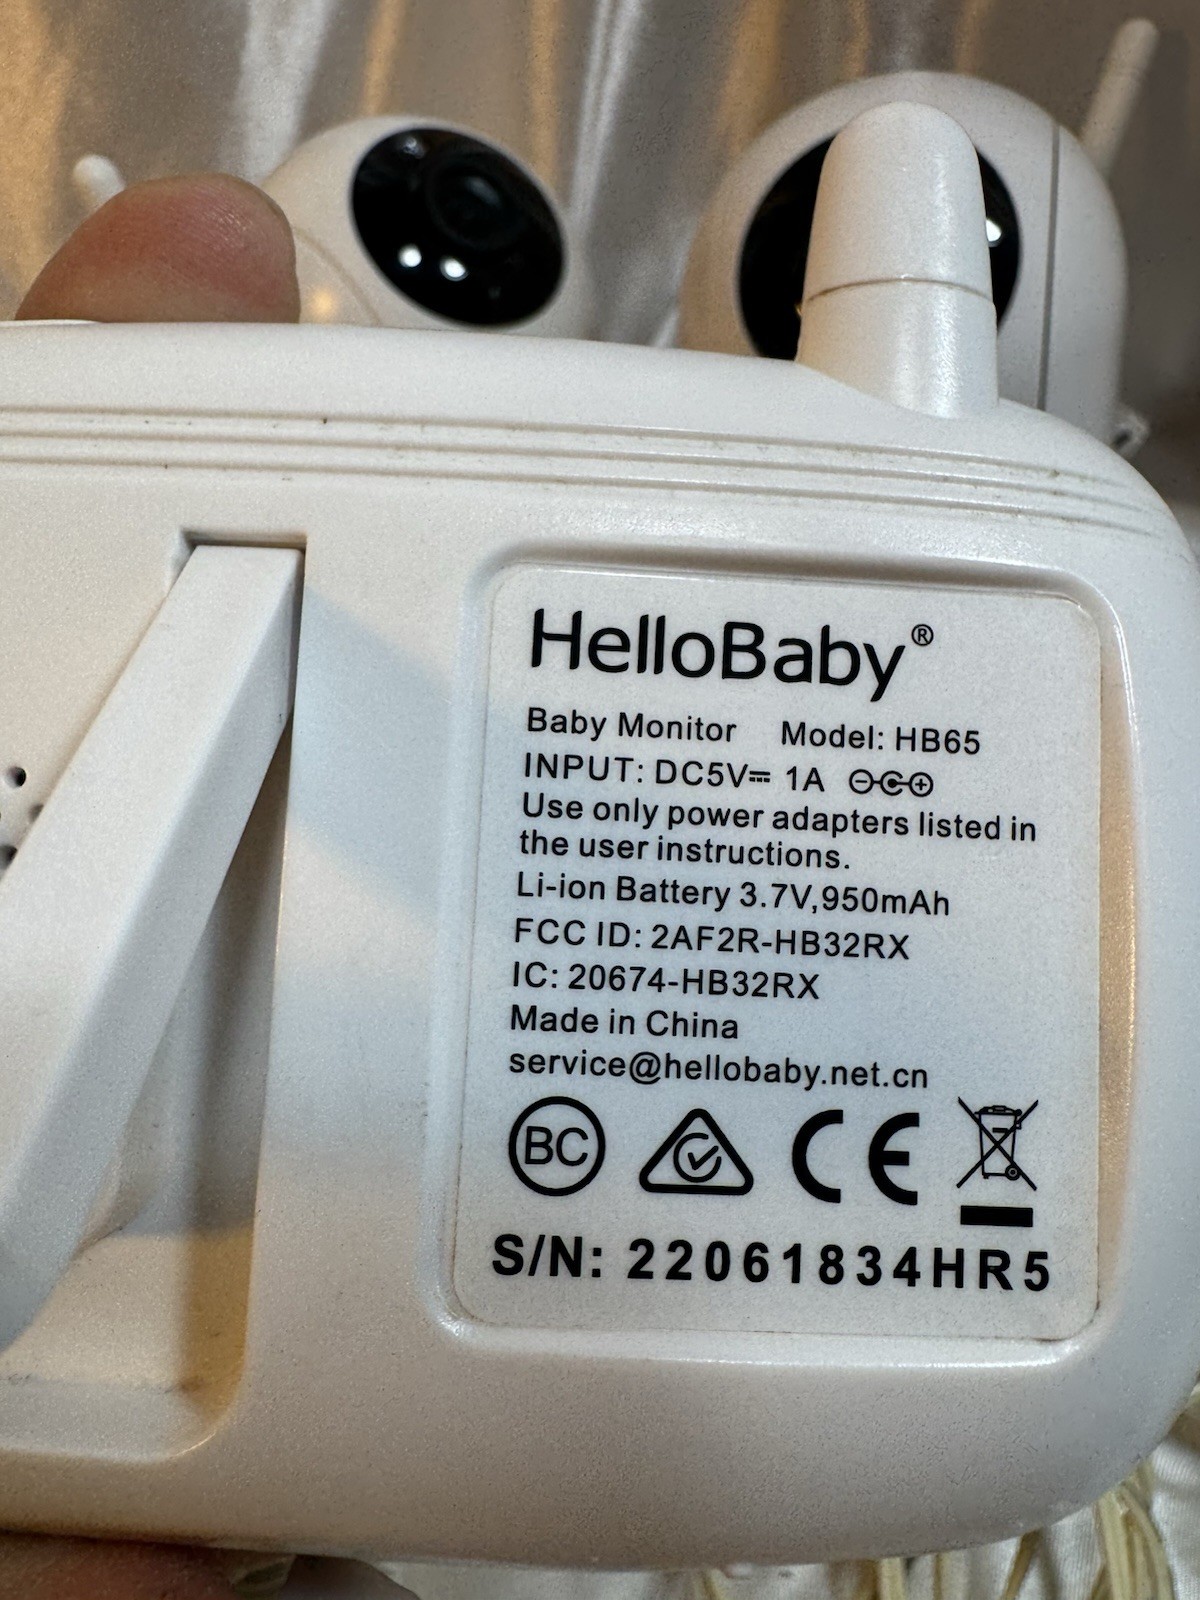 HelloBaby®
Baby Monitor Model: HB65
INPUT: DC5V⎓ 1A
Use only power adapters listed in
the user instructions.
Li-ion Battery 3.7V,950mAh
FCC ID: 2AF2R-HB32RX
IC: 20674-HB32RX
Made in China
service@hellobaby.net.cn
BC CE
S/N: 22061834HR5